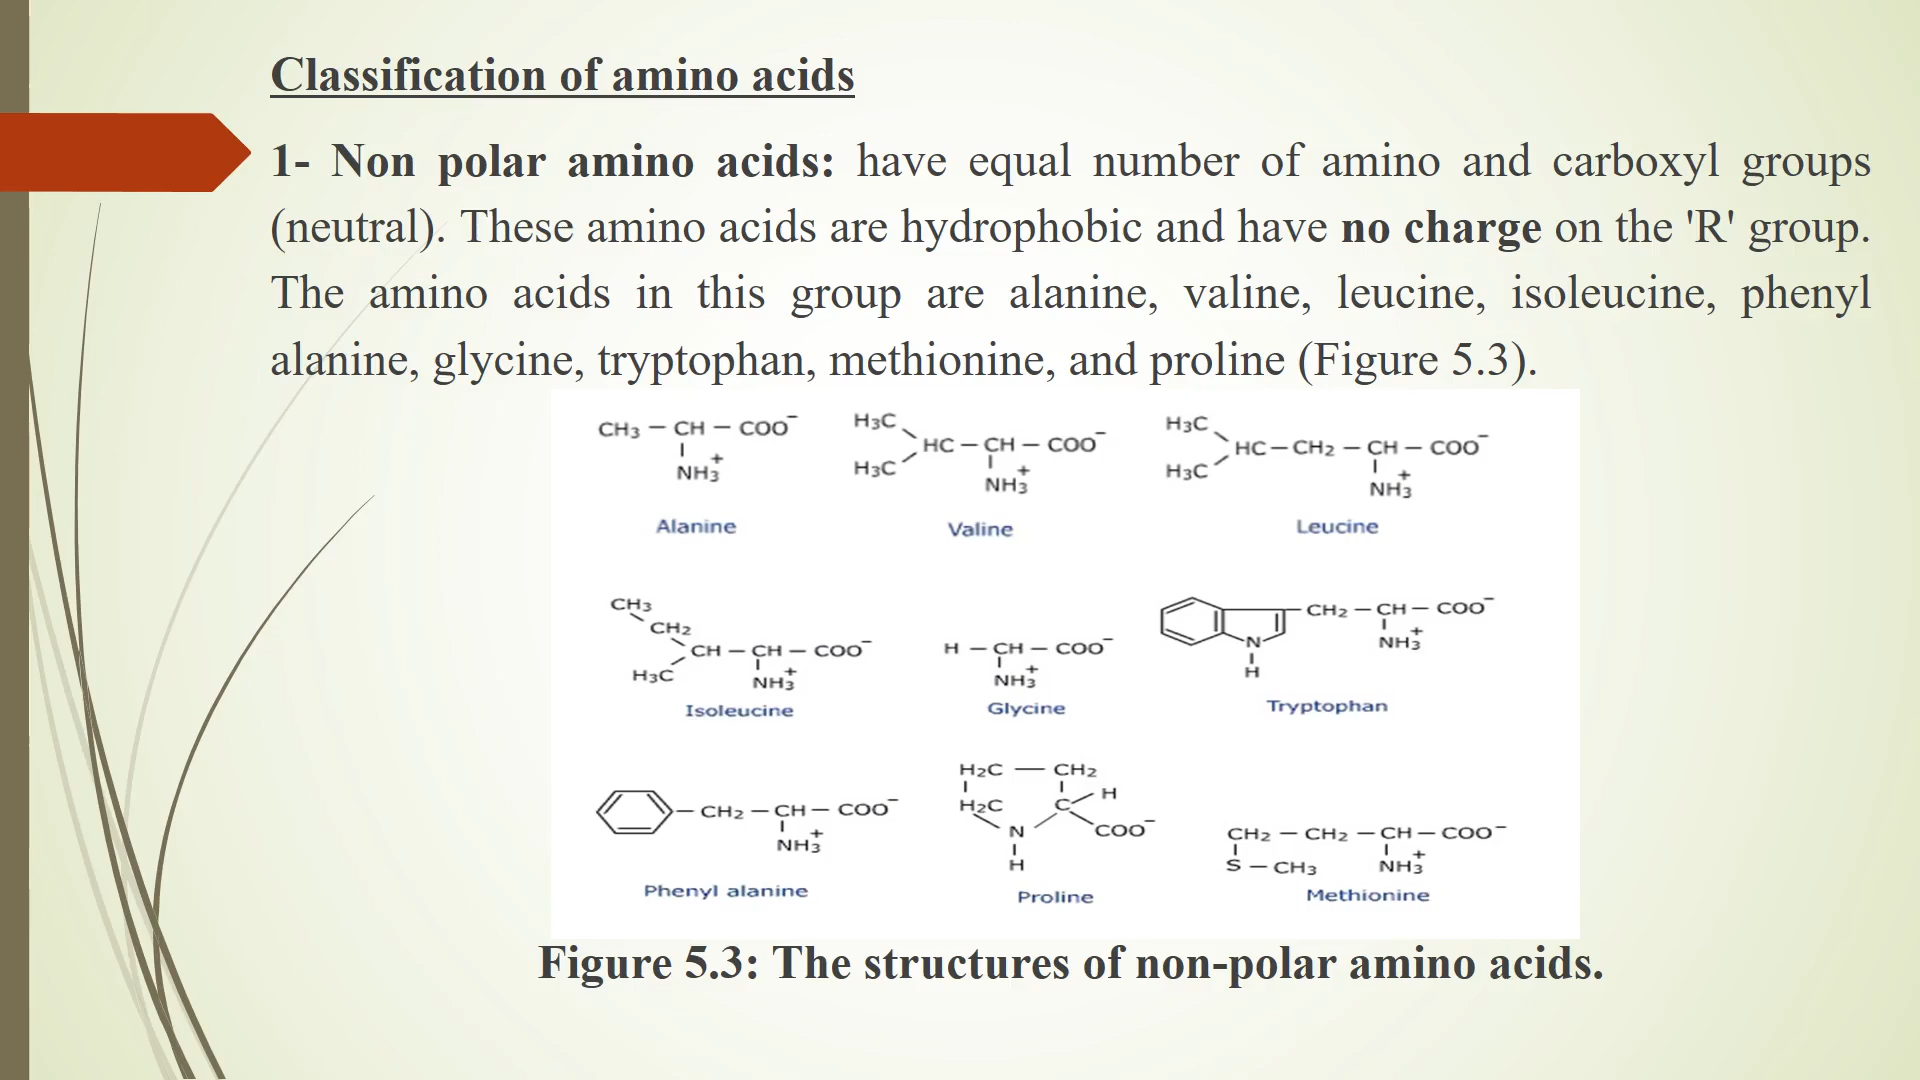 Classification of amino acids
1- Non polar amino acids: have equal number of amino and carboxyl groups
(neutral). These amino acids are hydrophobic and have no charge on the 'R' group.
The amino acids in this group are alanine, valine, leucine, isoleucine, phenyl
alanine, glycine, tryptophan, methionine, and proline (Figure 5.3).
CH₃ — CH — COO⁻
NH₃⁺
Alanine
H₃C
HC — CH — COO⁻
H₃C
NH₃⁺
Valine
H₃C
HC — CH₂ — CH — COO⁻
H₃C
NH₃⁺
Leucine
CH₃
CH₂
CH — CH — COO⁻
H₃C
NH₃⁺
Isoleucine
H — CH — COO⁻
NH₃⁺
Glycine
CH₂ — CH — COO⁻
NH₃⁺
N
H
Tryptophan
CH₂ — CH — COO⁻
NH₃⁺
Phenyl alanine
H₂C — CH₂
H
H₂C C
N COO⁻
H
Proline
CH₂ — CH₂ — CH — COO⁻
S — CH₃ NH₃⁺
Methionine
Figure 5.3: The structures of non-polar amino acids.